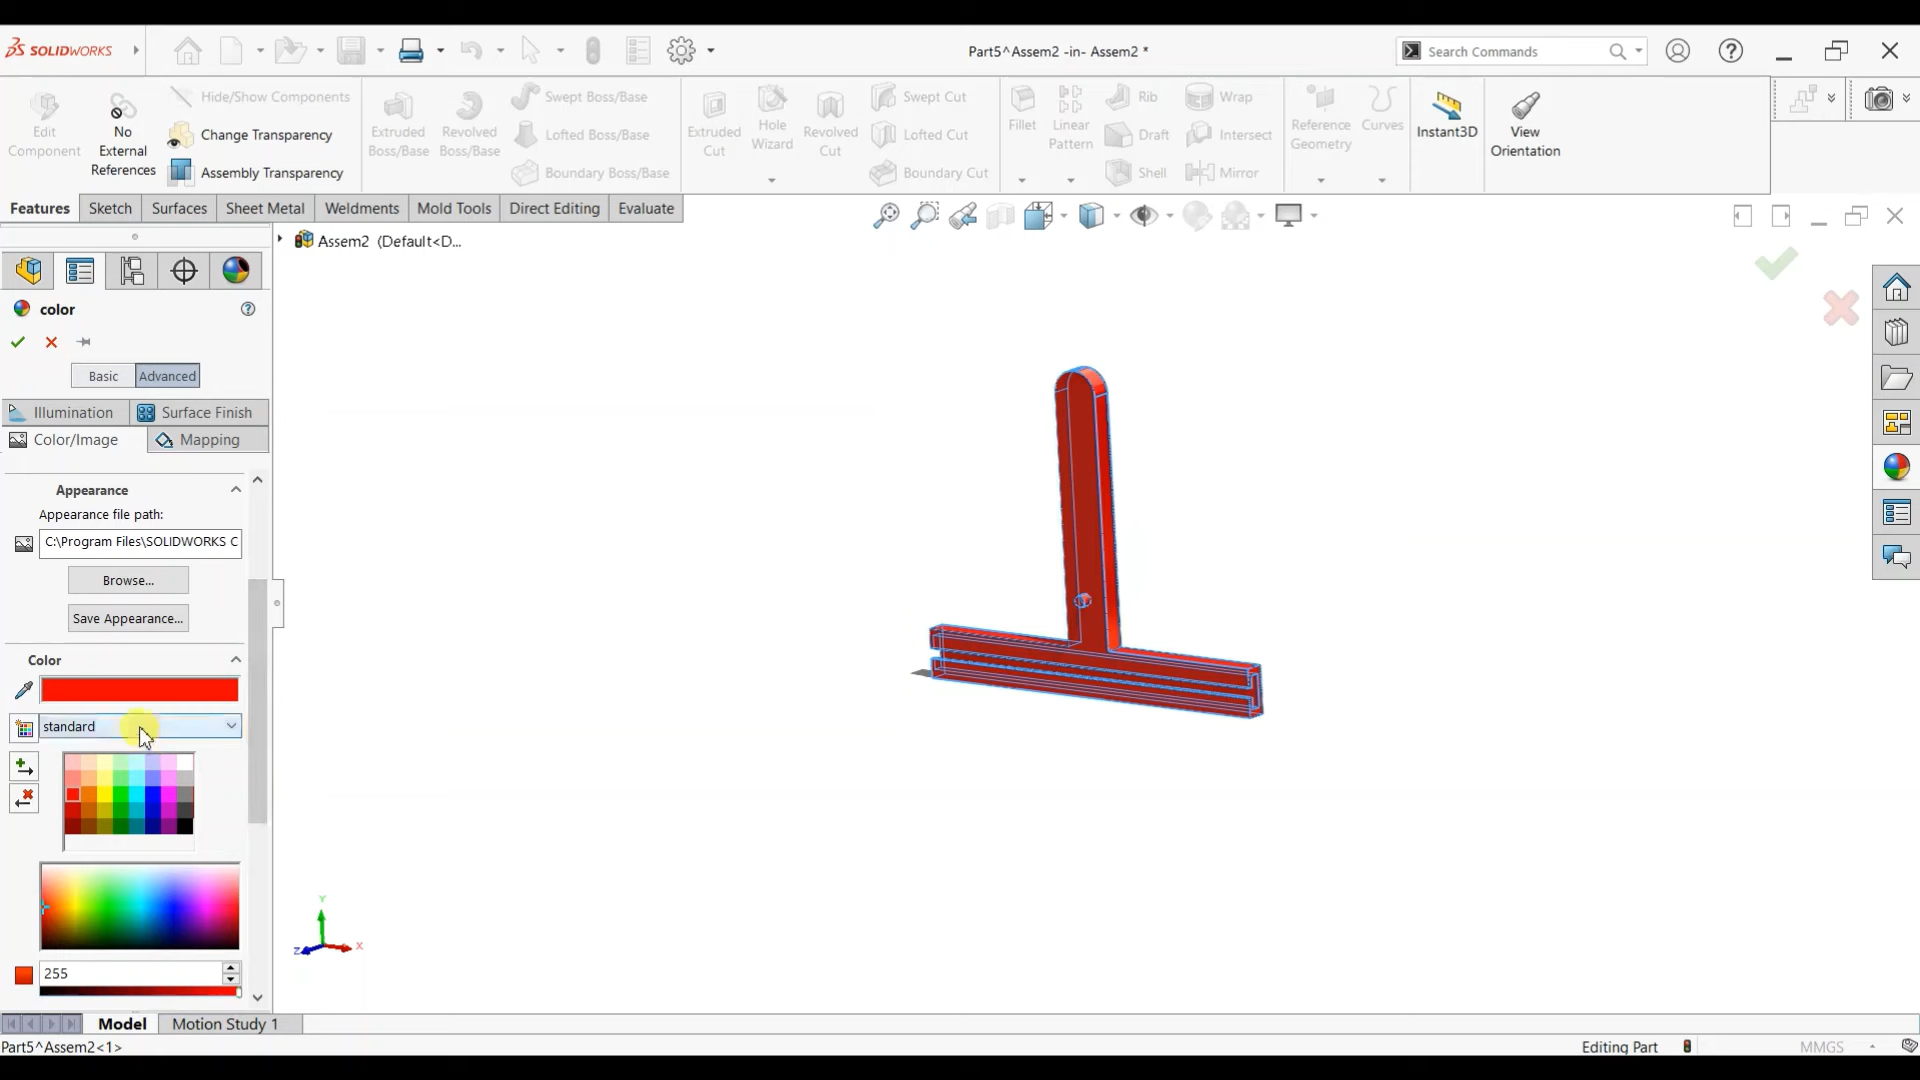 SOLIDWORKS
Part5^Assem2 -in- Assem2 *
Search Commands
Edit
Component
No
External
References
Hide/Show Components
Change Transparency
Assembly Transparency
Extruded
Boss/Base
Revolved
Boss/Base
Swept Boss/Base
Lofted Boss/Base
Boundary Boss/Base
Extruded
Cut
Hole
Wizard
Revolved
Cut
Swept Cut
Lofted Cut
Boundary Cut
Fillet
Linear
Pattern
Rib
Draft
Shell
Wrap
Intersect
Mirror
Reference
Geometry
Curves
Instant3D
View
Orientation
Features
Sketch
Surfaces
Sheet Metal
Weldments
Mold Tools
Direct Editing
Evaluate
Assem2 (Default<D...
color
Basic
Advanced
Illumination
Surface Finish
Color/Image
Mapping
Appearance
Appearance file path:
C:\Program Files\SOLIDWORKS C
Browse...
Save Appearance...
Color
standard
255
Y
Z
X
Model
Motion Study 1
Part5^Assem2<1>
Editing Part
MMGS